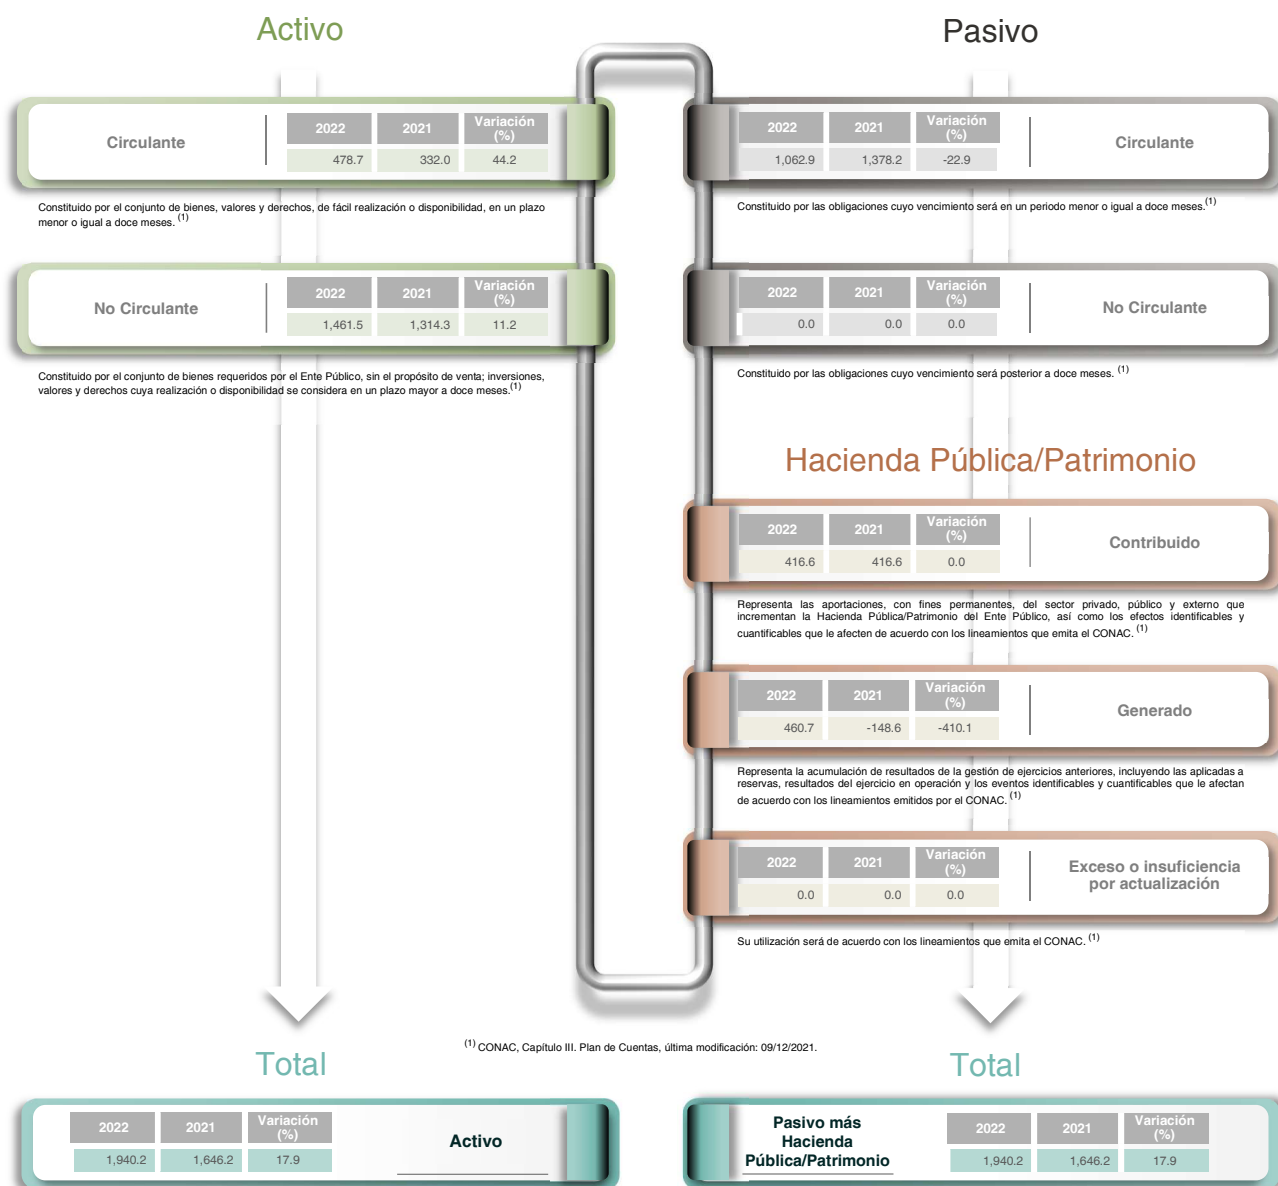 Activo
Circulante
2022 2021 Variación (%)
478.7 332.0 44.2
Constituido por el conjunto de bienes, valores y derechos, de fácil realización o disponibilidad, en un plazo
menor o igual a doce meses. (1)
No Circulante
2022 2021 Variación (%)
1,461.5 1,314.3 11.2
Constituido por el conjunto de bienes requeridos por el Ente Público, sin el propósito de venta; inversiones,
valores y derechos cuya realización o disponibilidad se considera en un plazo mayor a doce meses.(1)
Pasivo
2022 2021 Variación (%)
1,062.9 1,378.2 -22.9
Circulante
Constituido por las obligaciones cuyo vencimiento será en un periodo menor o igual a doce meses.(1)
2022 2021 Variación (%)
0.0 0.0 0.0
No Circulante
Constituido por las obligaciones cuyo vencimiento será posterior a doce meses. (1)
Hacienda Pública/Patrimonio
2022 2021 Variación (%)
416.6 416.6 0.0
Contribuido
Representa las aportaciones, con fines permanentes, del sector privado, público y externo que
incrementan la Hacienda Pública/Patrimonio del Ente Público, así como los efectos identificables y
cuantificables que le afecten de acuerdo con los lineamientos que emita el CONAC. (1)
2022 2021 Variación (%)
460.7 -148.6 -410.1
Generado
Representa la acumulación de resultados de la gestión de ejercicios anteriores, incluyendo las aplicadas a
reservas, resultados del ejercicio en operación y los eventos identificables y cuantificables que le afectan
de acuerdo con los lineamientos emitidos por el CONAC. (1)
2022 2021 Variación (%)
0.0 0.0 0.0
Exceso o insuficiencia
por actualización
Su utilización será de acuerdo con los lineamientos que emita el CONAC. (1)
(1) CONAC, Capítulo III. Plan de Cuentas, última modificación: 09/12/2021.
Total
2022 2021 Variación (%)
1,940.2 1,646.2 17.9
Activo
Total
Pasivo más
Hacienda
Pública/Patrimonio
2022 2021 Variación (%)
1,940.2 1,646.2 17.9